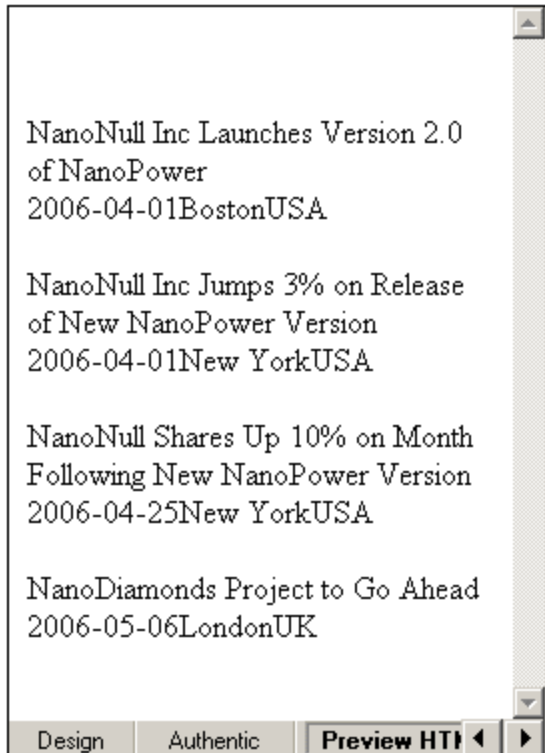 NanoNull Inc Launches Version 2.0
of NanoPower
2006-04-01BostonUSA
NanoNull Inc Jumps 3% on Release
of New NanoPower Version
2006-04-01New YorkUSA
NanoNull Shares Up 10% on Month
Following New NanoPower Version
2006-04-25New YorkUSA
NanoDiamonds Project to Go Ahead
2006-05-06LondonUK
Design Authentic Preview